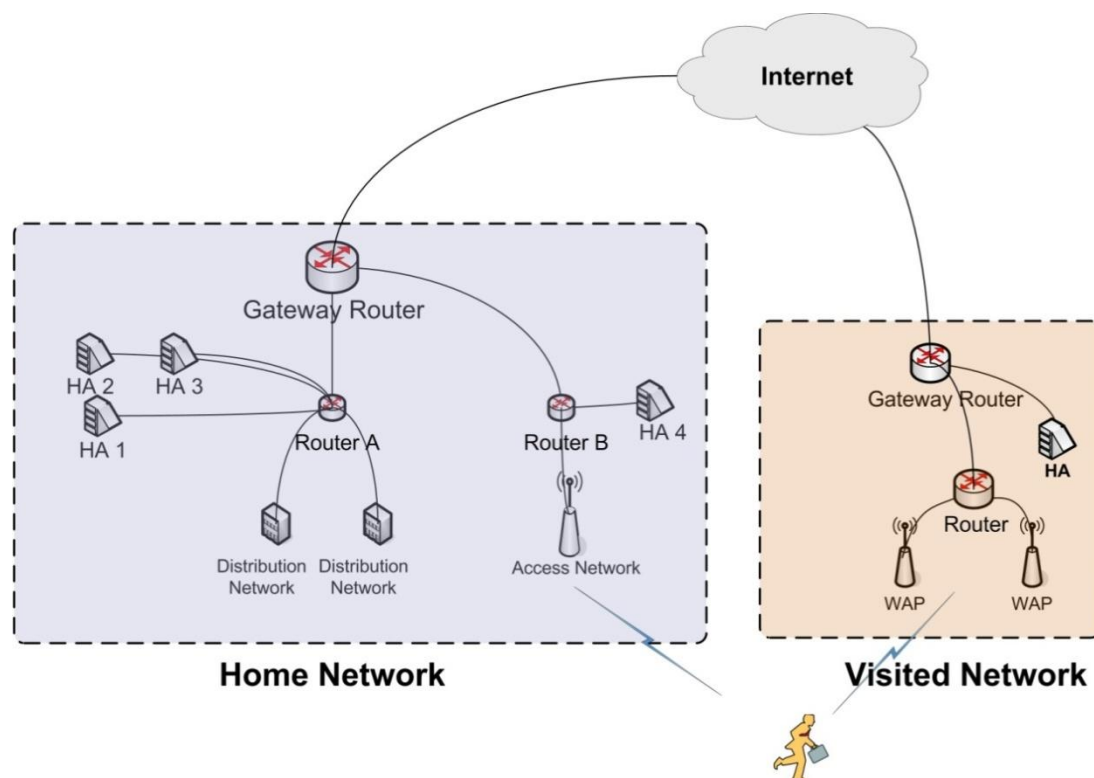 Internet
Gateway Router
HA 2
HA 3
HA 1
Router A
Router B
HA 4
Distribution
Network
Distribution
Network
Access Network
Home Network
Gateway Router
HA
Router
WAP
WAP
Visited Network